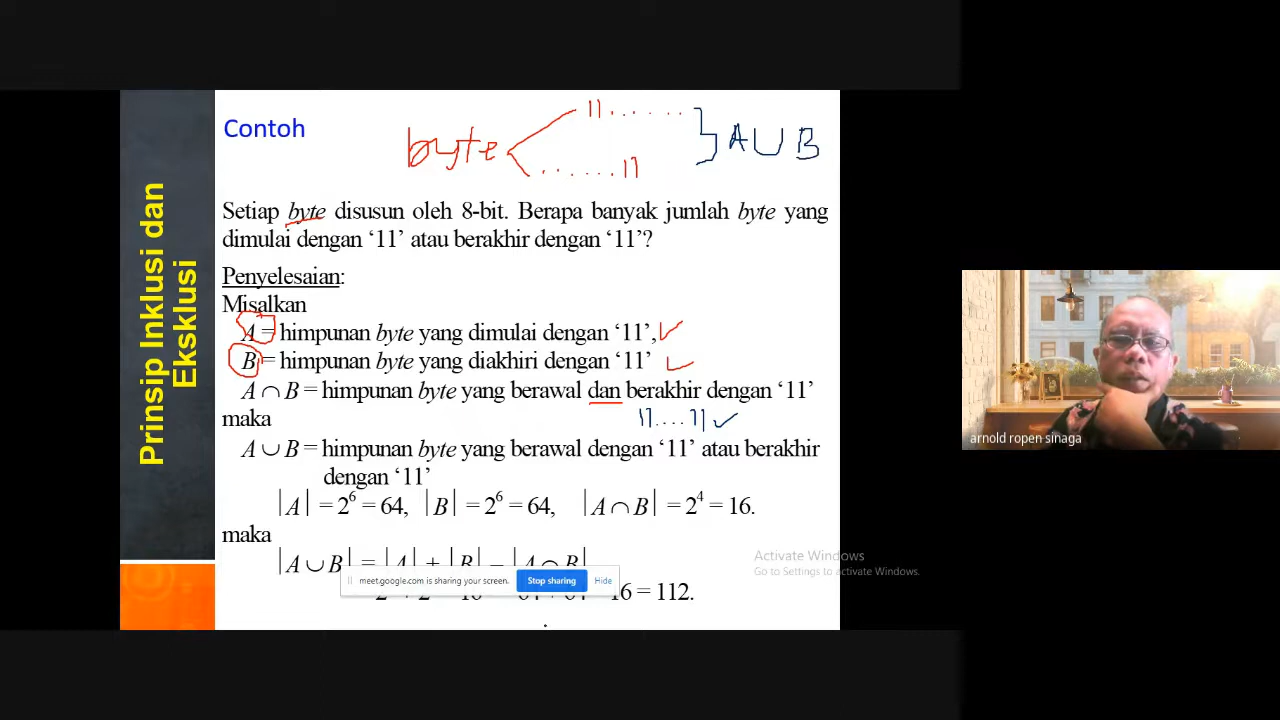 Prinsip Inklusi dan
Eksklusi
Contoh
byte
11......
......11
A∪B
Setiap byte disusun oleh 8-bit. Berapa banyak jumlah byte yang
dimulai dengan ‘11’ atau berakhir dengan ‘11’?
Penyelesaian:
Misalkan
A = himpunan byte yang dimulai dengan ‘11’,
B = himpunan byte yang diakhiri dengan ‘11’
A ∩ B = himpunan byte yang berawal dan berakhir dengan ‘11’
11....11
maka
A ∪ B = himpunan byte yang berawal dengan ‘11’ atau berakhir
dengan ‘11’
|A| = 2⁶ = 64, |B| = 2⁶ = 64, |A ∩ B| = 2⁴ = 16.
maka
|A ∪ B| = |A| + |B| − |A ∩ B|
16 = 112.
meet.google.com is sharing your screen.
Stop sharing
Hide
Activate Windows
Go to Settings to activate Windows.
arnold ropen sinaga